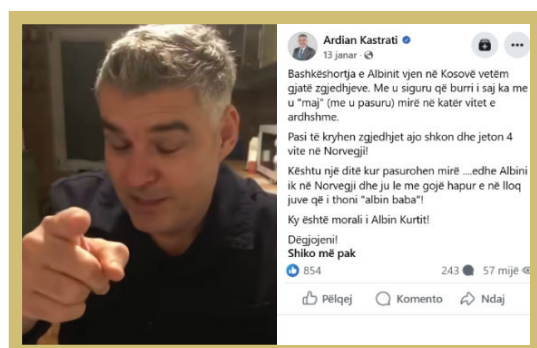 Ardian Kastrati
13 janar
Bashkëshortja e Albinit vjen në Kosovë vetëm
gjatë zgjedhjeve. Me u siguru që burri i saj ka me
u "maj" (me u pasuru) mirë në katër vitet e
ardhshme.
Pasi të kryhen zgjedhjet ajo shkon dhe jeton 4
vite në Norvegji!
Kështu një ditë kur pasurohen mirë ....edhe Albini
ik në Norvegji dhe ju le me gojë hapur e në lloq
juve që i thoni "albin baba"!
Ky është morali i Albin Kurtit!
Dëgjojeni!
Shiko më pak
854
243
57 mijë
Pëlqej
Komento
Ndaj